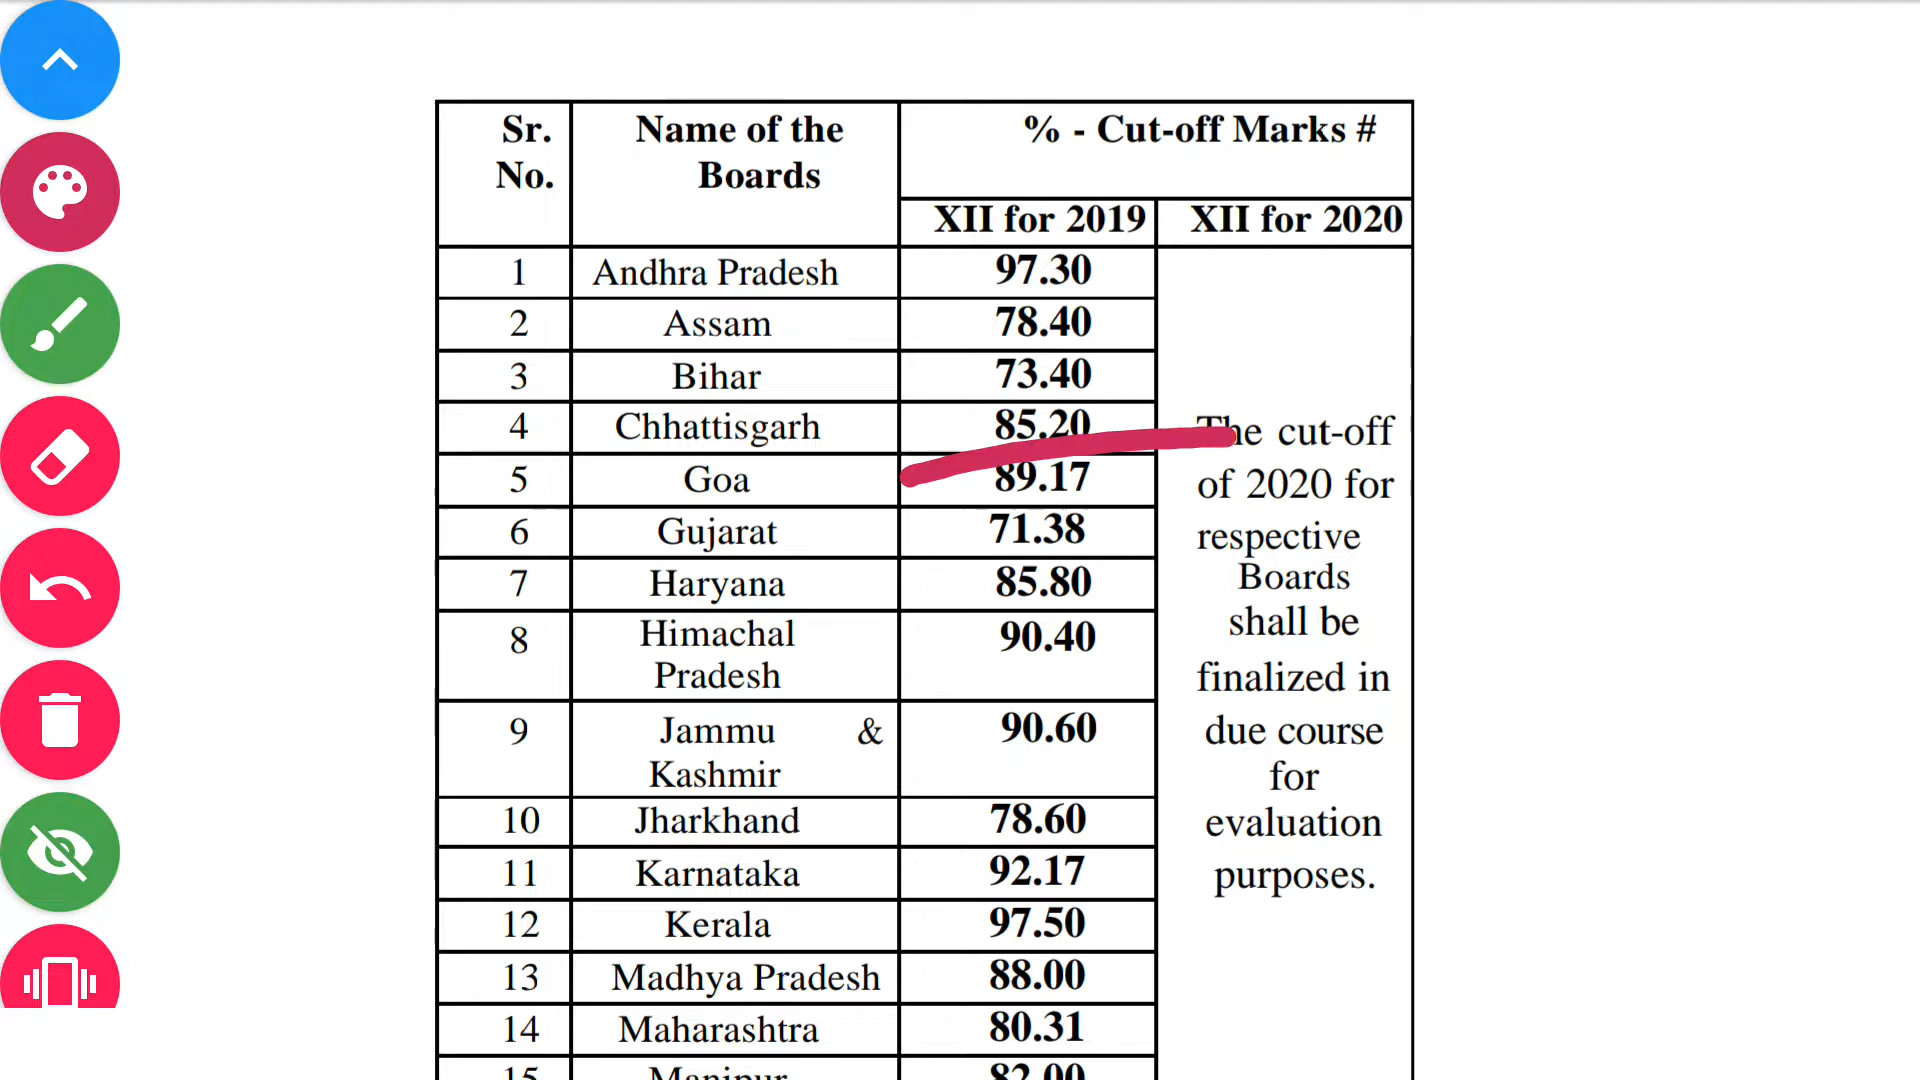 Sr. No. Name of the Boards % - Cut-off Marks #
XII for 2019 XII for 2020
1 Andhra Pradesh 97.30
2 Assam 78.40
3 Bihar 73.40
4 Chhattisgarh 85.20
5 Goa 89.17
6 Gujarat 71.38
7 Haryana 85.80
8 Himachal Pradesh 90.40
9 Jammu & Kashmir 90.60
10 Jharkhand 78.60
11 Karnataka 92.17
12 Kerala 97.50
13 Madhya Pradesh 88.00
14 Maharashtra 80.31
15 Manipur 82.00
The cut-off
of 2020 for
respective
Boards
shall be
finalized in
due course
for
evaluation
purposes.